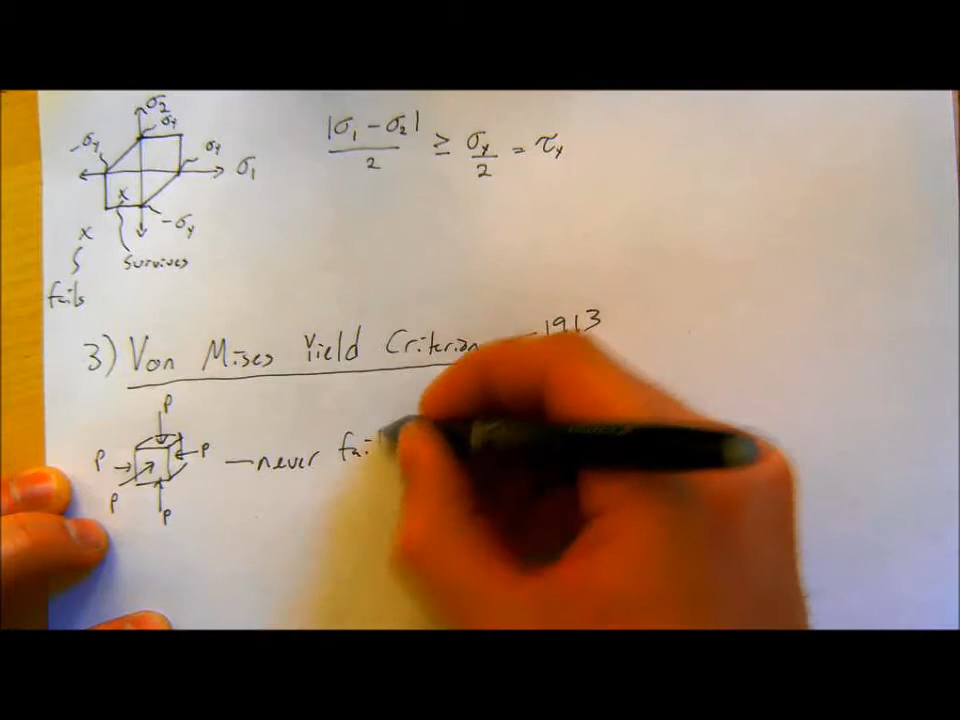 σ₂
σy
-σy
σy
σ₁
|σ₁ - σ₂| / 2 ≥ σy / 2 = τy
x
-σy
x
survives
fails
3) Von Mises Yield Criterion - 1913
P
P
P
P
P
— never fail